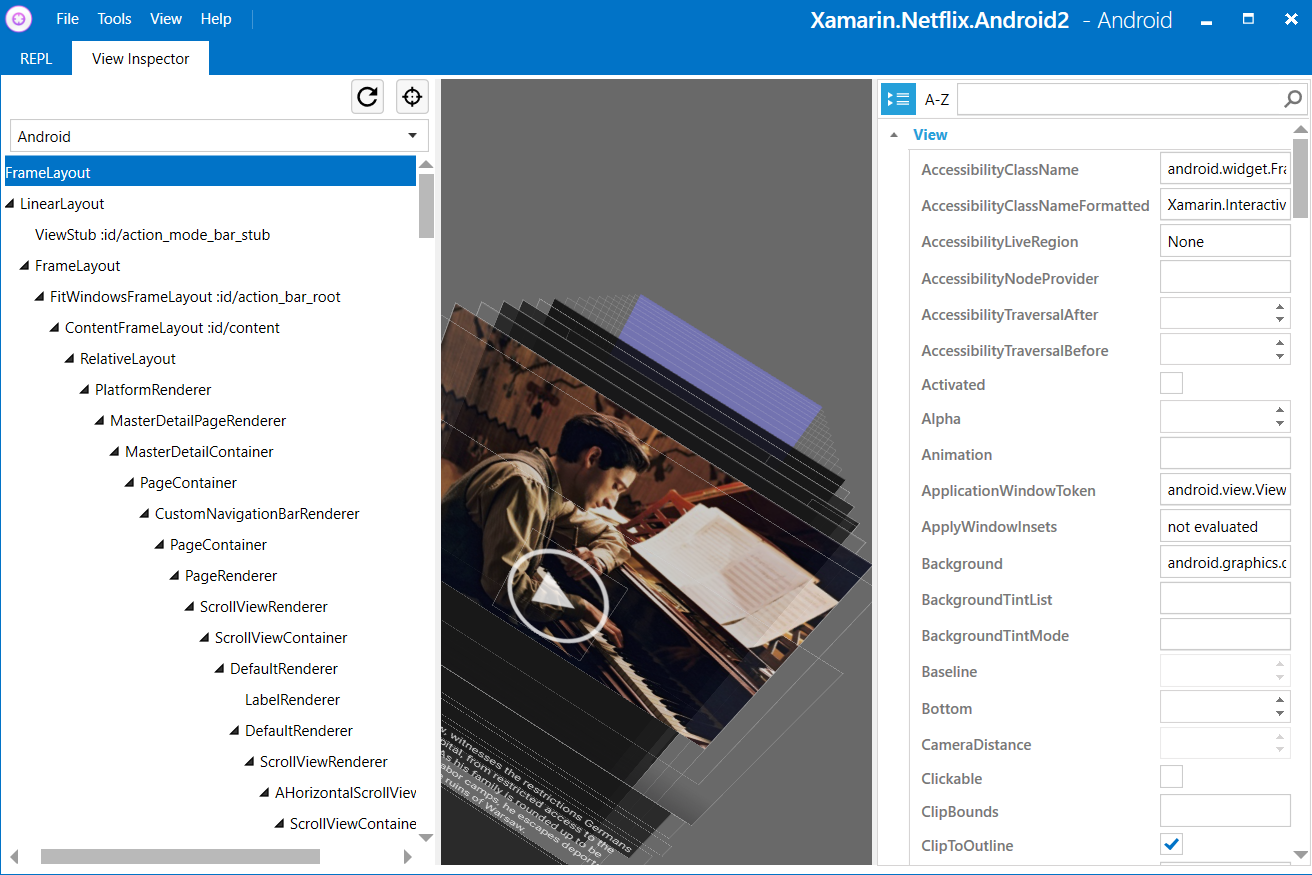 File Tools View Help
Xamarin.Netflix.Android2 - Android
REPL View Inspector
Android
FrameLayout
LinearLayout
ViewStub :id/action_mode_bar_stub
FrameLayout
FitWindowsFrameLayout :id/action_bar_root
ContentFrameLayout :id/content
RelativeLayout
PlatformRenderer
MasterDetailPageRenderer
MasterDetailContainer
PageContainer
CustomNavigationBarRenderer
PageContainer
PageRenderer
ScrollViewRenderer
ScrollViewContainer
DefaultRenderer
LabelRenderer
DefaultRenderer
ScrollViewRenderer
AHorizontalScrollView
ScrollViewContaine
witnesses the restrictions Germans
from restricted access to the
As his family is rounded up to be
labor camps, he escapes deport
ruins of Warsaw.
A-Z
View
AccessibilityClassName android.widget.Fra
AccessibilityClassNameFormatted Xamarin.Interactiv
AccessibilityLiveRegion None
AccessibilityNodeProvider
AccessibilityTraversalAfter
AccessibilityTraversalBefore
Activated
Alpha
Animation
ApplicationWindowToken android.view.View
ApplyWindowInsets not evaluated
Background android.graphics.c
BackgroundTintList
BackgroundTintMode
Baseline
Bottom
CameraDistance
Clickable
ClipBounds
ClipToOutline